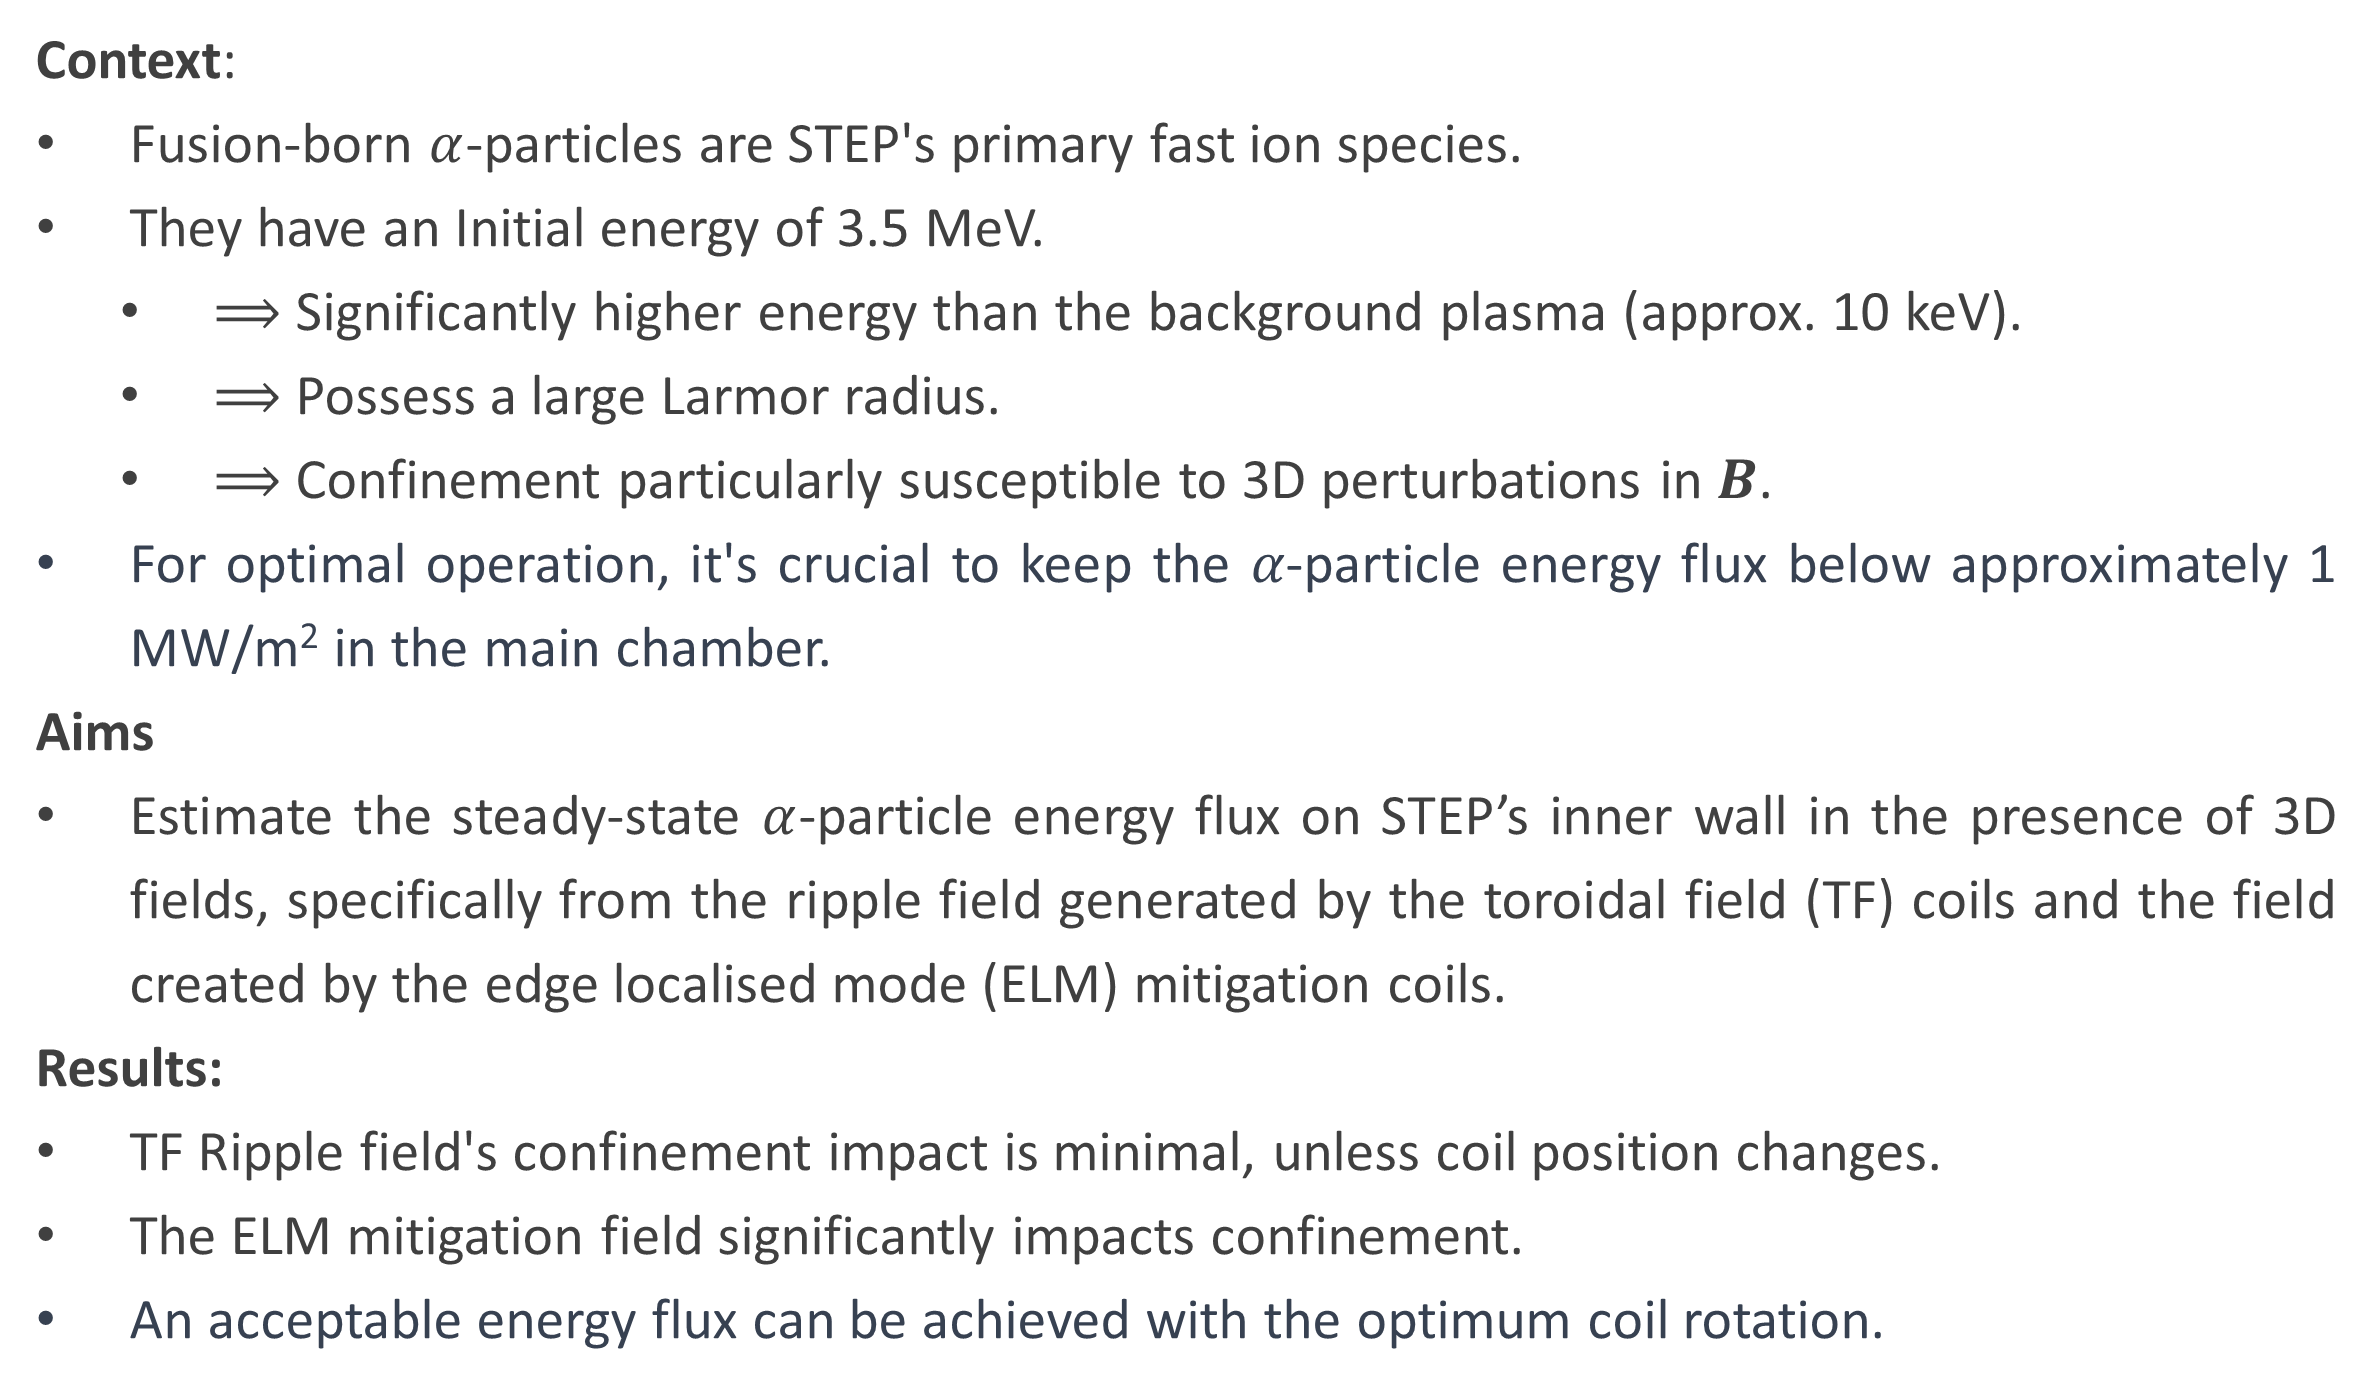 Context:
• Fusion-born α-particles are STEP's primary fast ion species.
• They have an Initial energy of 3.5 MeV.
• ⟹ Significantly higher energy than the background plasma (approx. 10 keV).
• ⟹ Possess a large Larmor radius.
• ⟹ Confinement particularly susceptible to 3D perturbations in B.
• For optimal operation, it's crucial to keep the α-particle energy flux below approximately 1
MW/m² in the main chamber.
Aims
• Estimate the steady-state α-particle energy flux on STEP’s inner wall in the presence of 3D
fields, specifically from the ripple field generated by the toroidal field (TF) coils and the field
created by the edge localised mode (ELM) mitigation coils.
Results:
• TF Ripple field's confinement impact is minimal, unless coil position changes.
• The ELM mitigation field significantly impacts confinement.
• An acceptable energy flux can be achieved with the optimum coil rotation.